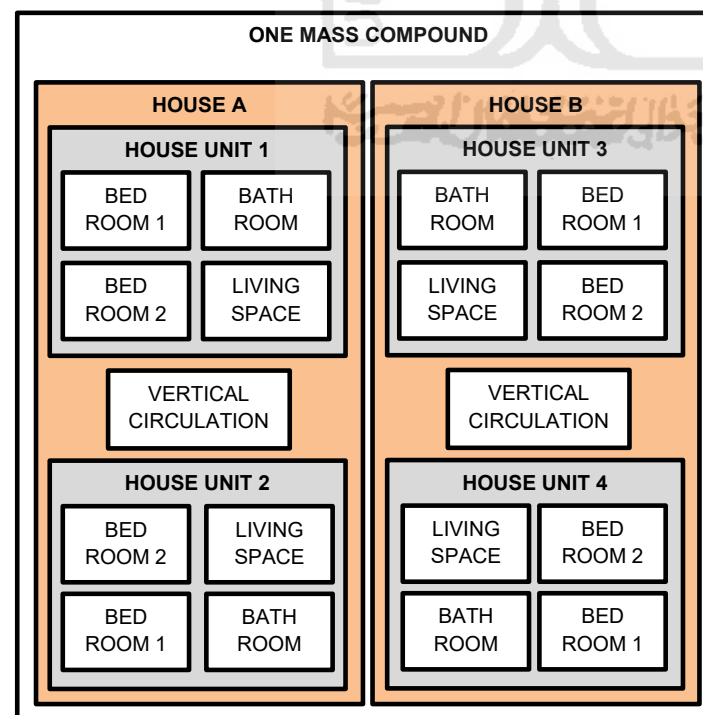 ONE MASS COMPOUND
HOUSE A
HOUSE UNIT 1
BED
ROOM 1
BATH
ROOM
BED
ROOM 2
LIVING
SPACE
VERTICAL
CIRCULATION
HOUSE UNIT 2
BED
ROOM 2
LIVING
SPACE
BED
ROOM 1
BATH
ROOM
HOUSE B
HOUSE UNIT 3
BATH
ROOM
BED
ROOM 1
LIVING
SPACE
BED
ROOM 2
VERTICAL
CIRCULATION
HOUSE UNIT 4
LIVING
SPACE
BED
ROOM 2
BATH
ROOM
BED
ROOM 1